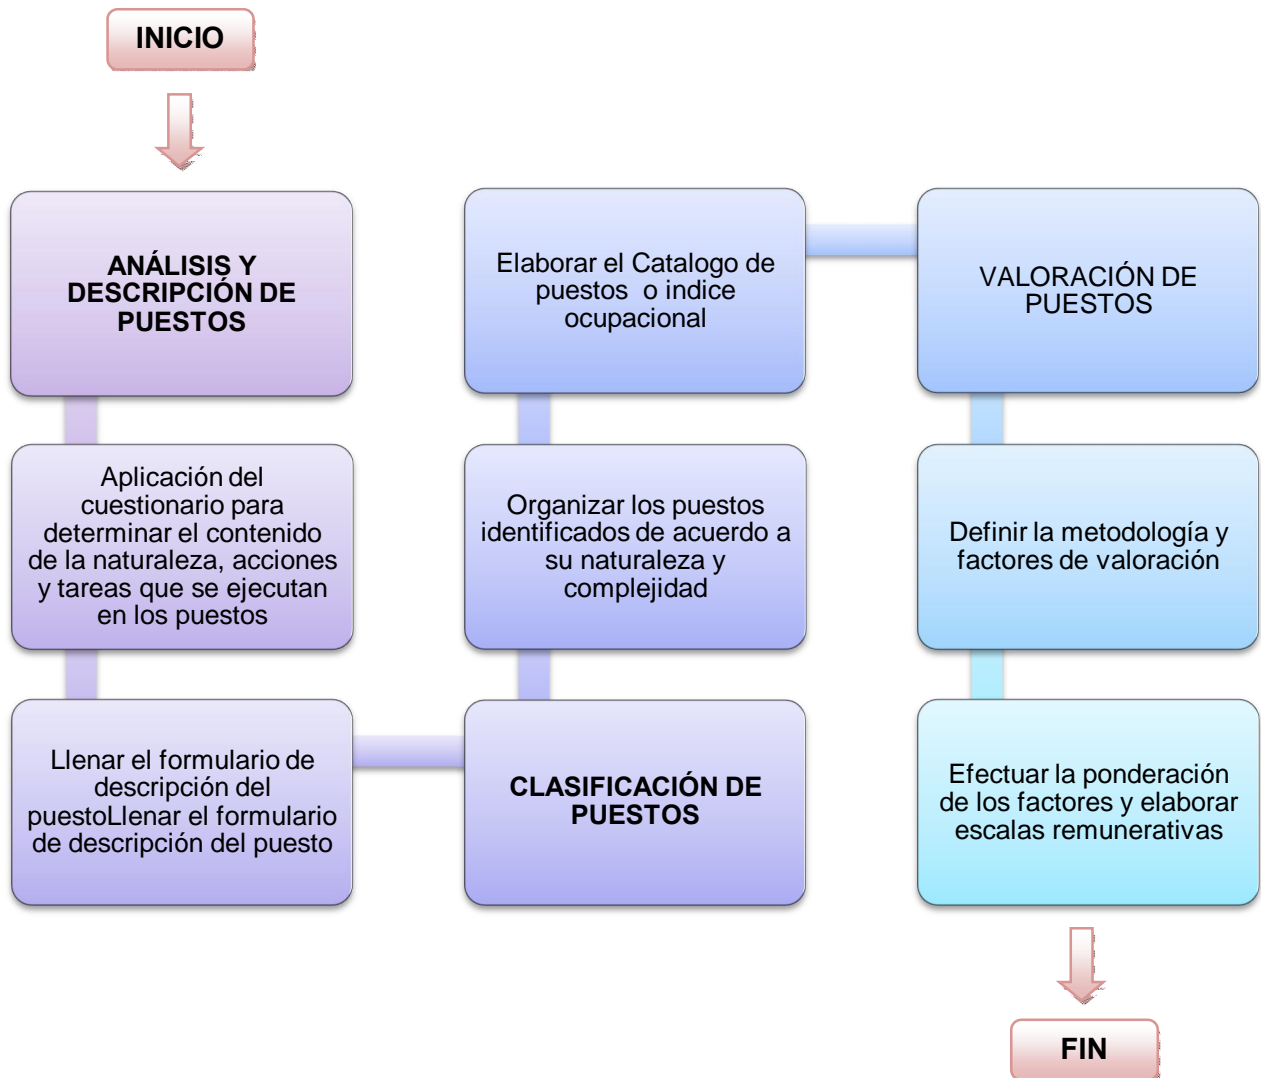 INICIO
ANÁLISIS Y
DESCRIPCIÓN DE
PUESTOS
Aplicación del
cuestionario para
determinar el contenido
de la naturaleza, acciones
y tareas que se ejecutan
en los puestos
Llenar el formulario de
descripción del
puestoLlenar el formulario
de descripción del puesto
CLASIFICACIÓN DE
PUESTOS
Organizar los puestos
identificados de acuerdo a
su naturaleza y
complejidad
Elaborar el Catalogo de
puestos o indice
ocupacional
VALORACIÓN DE
PUESTOS
Definir la metodología y
factores de valoración
Efectuar la ponderación
de los factores y elaborar
escalas remunerativas
FIN